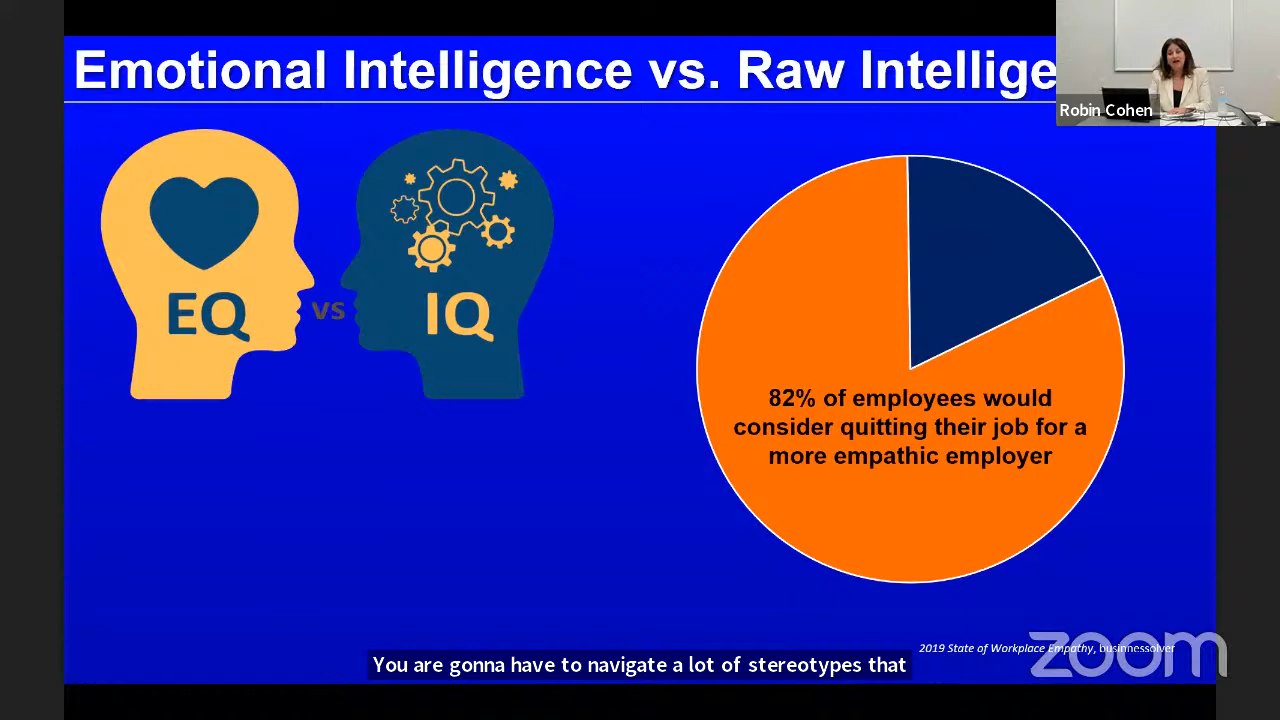 Emotional Intelligence vs. Raw Intellige
Robin Cohen
EQ
vs
IQ
82% of employees would
consider quitting their job for a
more empathic employer
2019 State of Workplace Empathy, businnessolver
zoom
You are gonna have to navigate a lot of stereotypes that